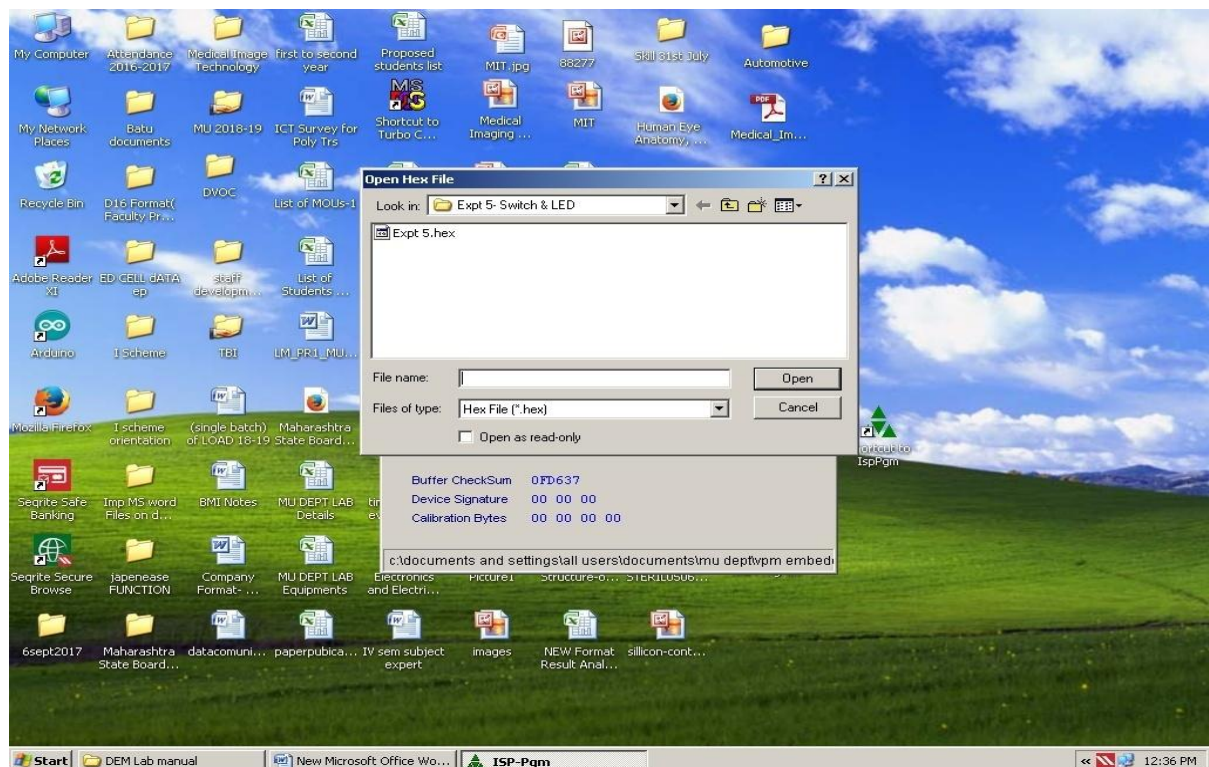 My Computer
Attendance 2016-2017
Medical Image Technology
first to second year
Proposed students list
MIT.jpg
88277
Skil 31st July
Automotive
My Network Places
Batu documents
MU 2018-19
ICT Survey for Poly Trs
Shortcut to Turbo C...
Medical Imaging ...
MIT
Human Eye Anatomy, ...
Medical_Im...
Recycle Bin
D16 Format( Faculty Pr...
DVOC
List of MOUs-1
Open Hex File
Look in:
Expt 5- Switch & LED
Expt 5.hex
File name:
Open
Files of type:
Hex File (*.hex)
Cancel
Open as read-only
Adobe Reader XI
ED CELL dATA ep
staff developm...
List of Students ...
Arduino
I Scheme
TBI
LM_PR1_MU...
Mozilla Firefox
I scheme orientation
(single batch) of LOAD 18-19
Maharashtra State Board...
IspPgm
Buffer CheckSum 0FD637
Device Signature 00 00 00
Calibration Bytes 00 00 00 00
c:\documents and settings\all users\documents\mu dept\vpm embed
Seqrite Safe Banking
Imp MS word Files on d...
BMI Notes
MU DEPT LAB Details
Seqrite Secure Browse
japenease FUNCTION
Company Format- ...
MU DEPT LAB Equipments
Electronics and Electri...
Picture1
Structure-o...
6sept2017
Maharashtra State Board...
datacomuni...
paperpubica...
IV sem subject expert
images
NEW Format Result Anal...
sillicon-cont...
Start
DEM Lab manual
New Microsoft Office Wo...
ISP-Pgm
12:36 PM